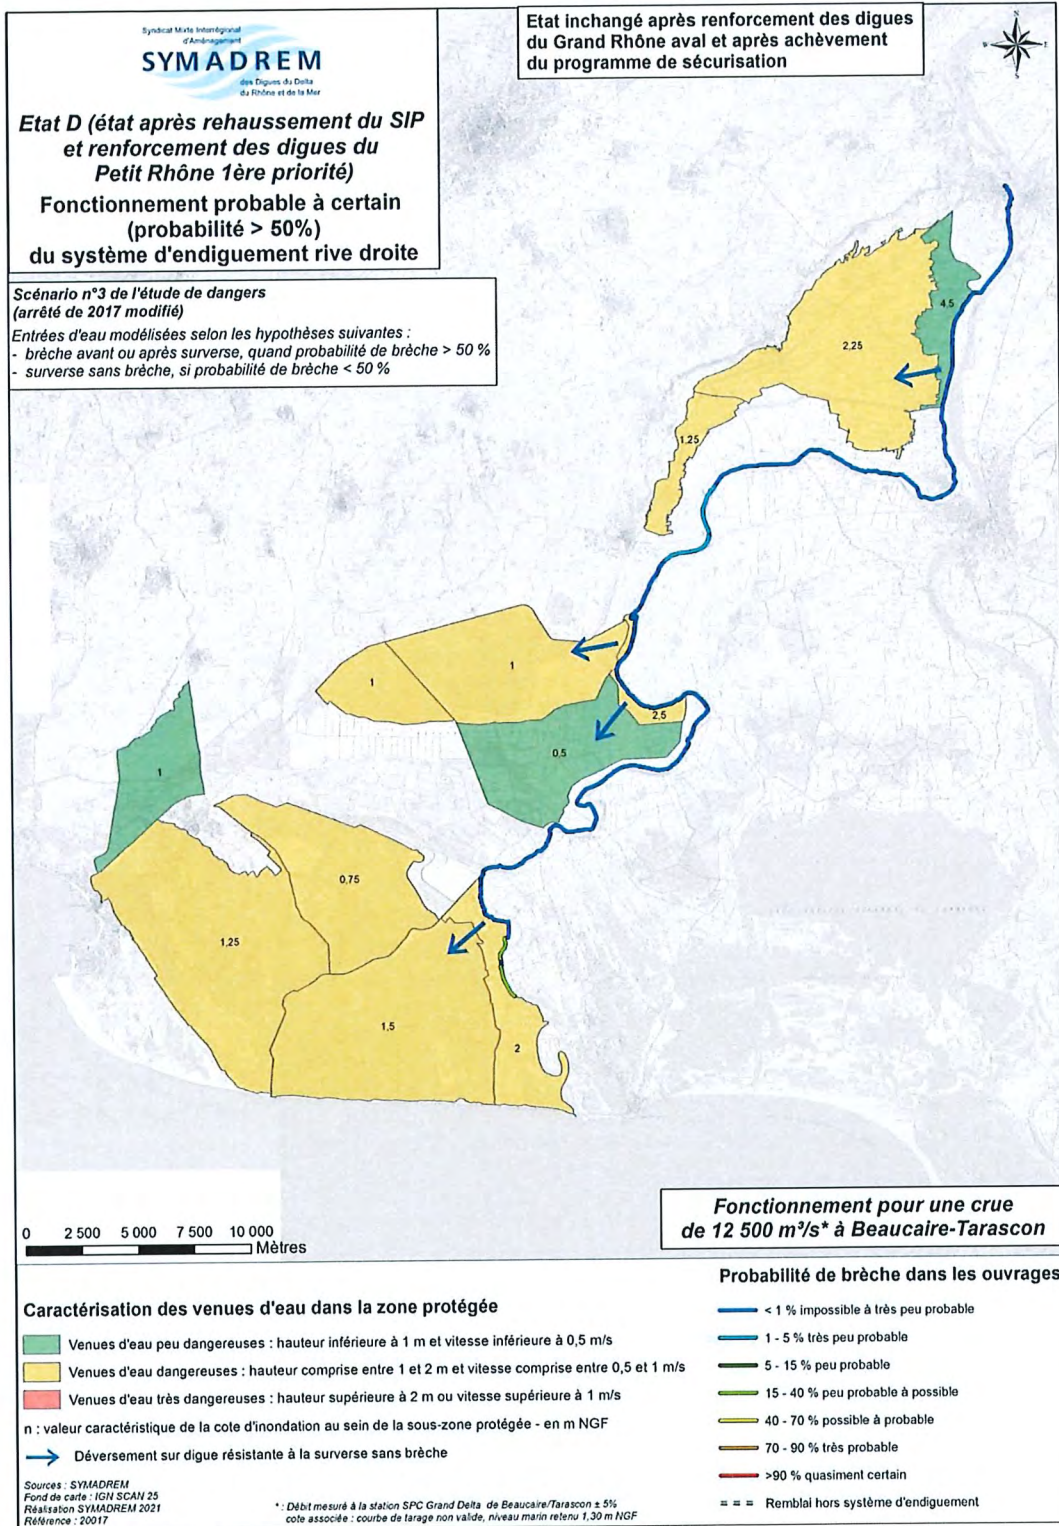 Syndicat Mixte Interrégional
d'Aménagement
SYMADREM
des Digues du Delta
du Rhône et de la Mer
Etat D (état après rehaussement du SIP
et renforcement des digues du
Petit Rhône 1ère priorité)
Fonctionnement probable à certain
(probabilité > 50%)
du système d'endiguement rive droite
Etat inchangé après renforcement des digues
du Grand Rhône aval et après achèvement
du programme de sécurisation
N
S
E
Scénario n°3 de l'étude de dangers
(arrêté de 2017 modifié)
Entrées d'eau modélisées selon les hypothèses suivantes :
- brèche avant ou après surverse, quand probabilité de brèche > 50 %
- surverse sans brèche, si probabilité de brèche < 50 %
4,5
2,25
1,25
1
1
2,5
0,5
1
0,75
1,25
1,5
2
0 2 500 5 000 7 500 10 000
Mètres
Fonctionnement pour une crue
de 12 500 m³/s* à Beaucaire-Tarascon
Caractérisation des venues d'eau dans la zone protégée
Venues d'eau peu dangereuses : hauteur inférieure à 1 m et vitesse inférieure à 0,5 m/s
Venues d'eau dangereuses : hauteur comprise entre 1 et 2 m et vitesse comprise entre 0,5 et 1 m/s
Venues d'eau très dangereuses : hauteur supérieure à 2 m ou vitesse supérieure à 1 m/s
n : valeur caractéristique de la cote d'inondation au sein de la sous-zone protégée - en m NGF
Déversement sur digue résistante à la surverse sans brèche
Sources : SYMADREM
Fond de carte : IGN SCAN 25
Réalisation SYMADREM 2021
Référence : 20017
* : Débit mesuré à la station SPC Grand Delta de Beaucaire/Tarascon ± 5%
cote associée : courbe de tarage non valide, niveau marin retenu 1,30 m NGF
Probabilité de brèche dans les ouvrages
< 1 % impossible à très peu probable
1 - 5 % très peu probable
5 - 15 % peu probable
15 - 40 % peu probable à possible
40 - 70 % possible à probable
70 - 90 % très probable
>90 % quasiment certain
Remblai hors système d'endiguement